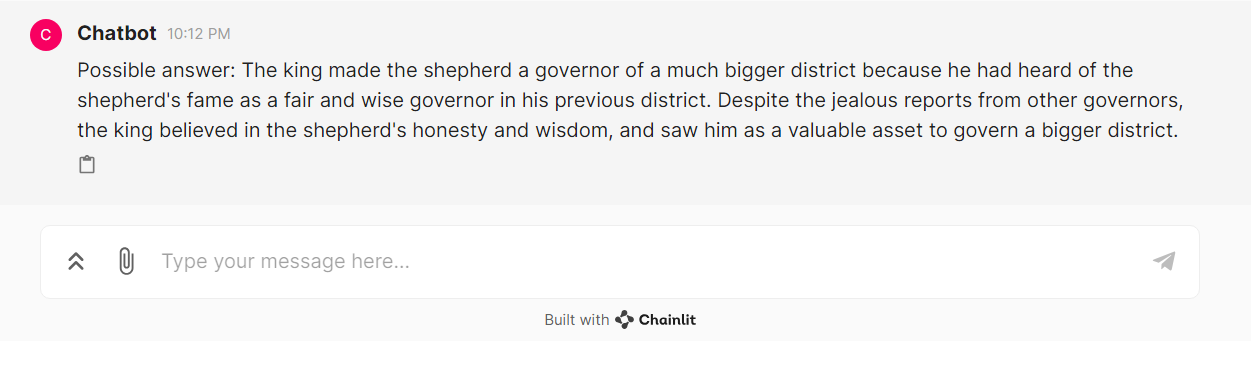 C
Chatbot 10:12 PM
Possible answer: The king made the shepherd a governor of a much bigger district because he had heard of the
shepherd's fame as a fair and wise governor in his previous district. Despite the jealous reports from other governors,
the king believed in the shepherd's honesty and wisdom, and saw him as a valuable asset to govern a bigger district.
Type your message here...
Built with Chainlit